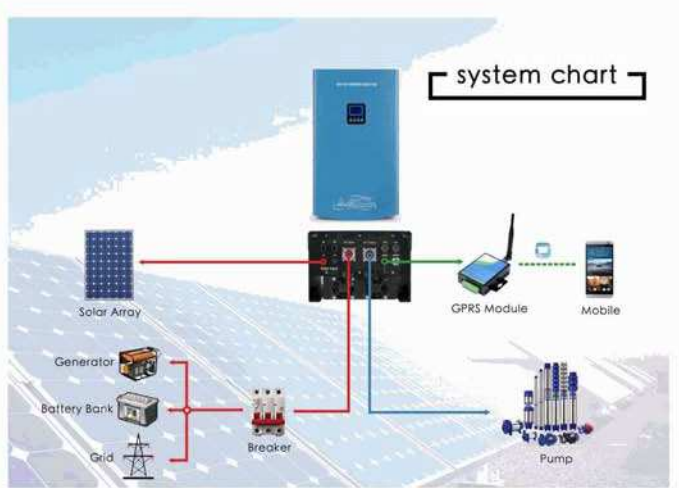 system chart
Solar Array
GPRS Module
Mobile
Generator
Battery Bank
Grid
Breaker
Pump